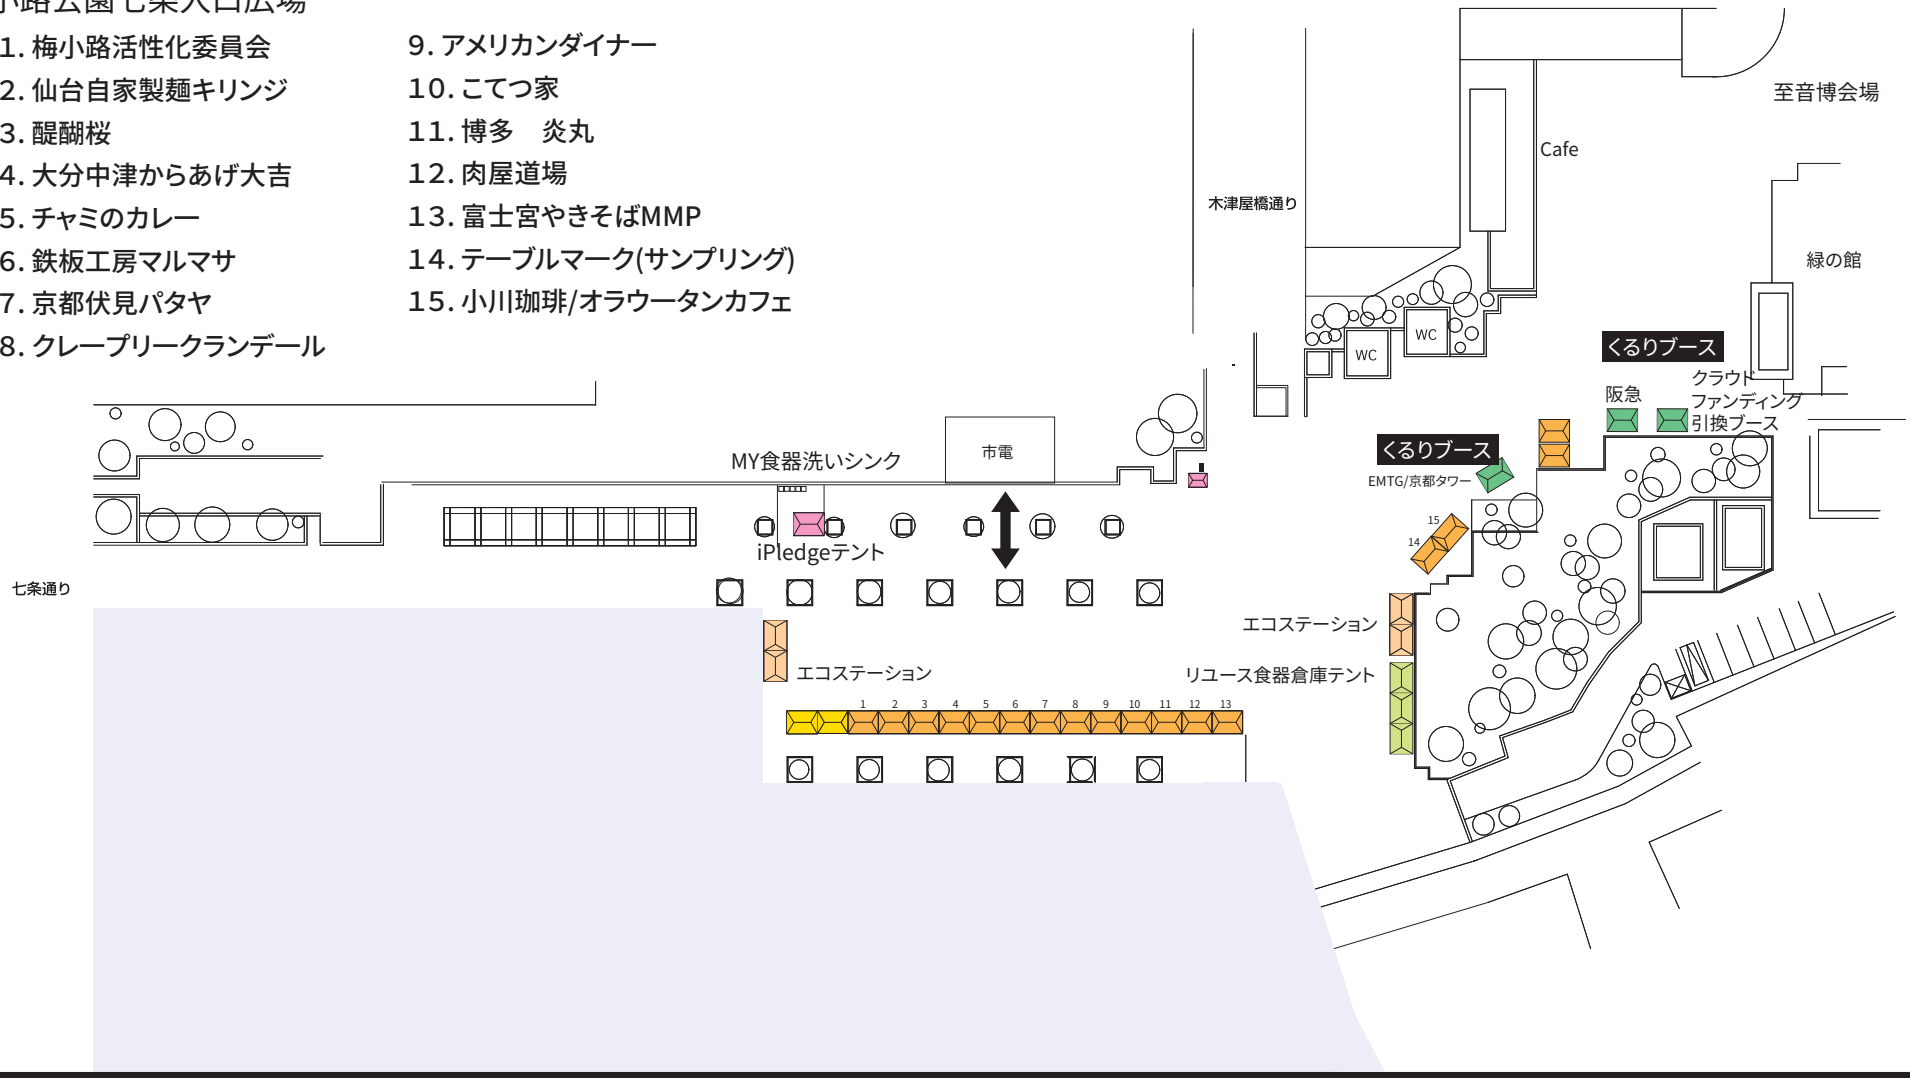 小路公園七条入口広場
1. 梅小路活性化委員会
2. 仙台自家製麺キリンジ
3. 醍醐桜
4. 大分中津からあげ大吉
5. チャミのカレー
6. 鉄板工房マルマサ
7. 京都伏見パタヤ
8. クレープリークランデール
9. アメリカンダイナー
10. こてつ家
11. 博多　炎丸
12. 肉屋道場
13. 富士宮やきそばMMP
14. テーブルマーク(サンプリング)
15. 小川珈琲/オラウータンカフェ
至音博会場
Cafe
木津屋橋通り
緑の館
WC
WC
くるりブース
阪急
クラウド
ファンディング
引換ブース
くるりブース
EMTG/京都タワー
市電
MY食器洗いシンク
iPledgeテント
15
14
七条通り
エコステーション
エコステーション
リユース食器倉庫テント
1 2 3 4 5 6 7 8 9 10 11 12 13